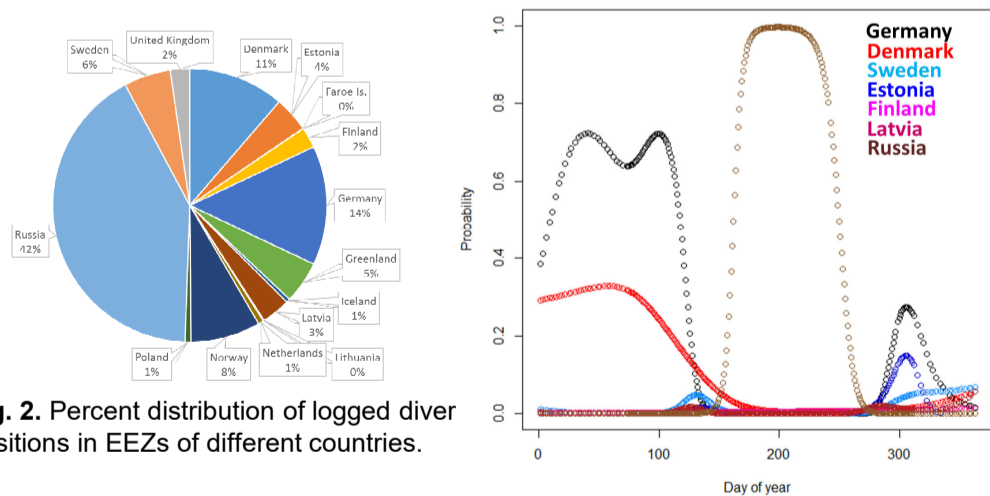 United Kingdom
2%
Sweden
6%
Denmark
11%
Estonia
4%
Faroe Is.
0%
Finland
2%
Germany
14%
Greenland
5%
Iceland
1%
Latvia
3%
Lithuania
0%
Netherlands
1%
Norway
8%
Poland
1%
Russia
42%
g. 2. Percent distribution of logged diver
sitions in EEZs of different countries.
Germany
Denmark
Sweden
Estonia
Finland
Latvia
Russia
Probability
1.0
0.8
0.6
0.4
0.2
0.0
0 100 200 300
Day of year